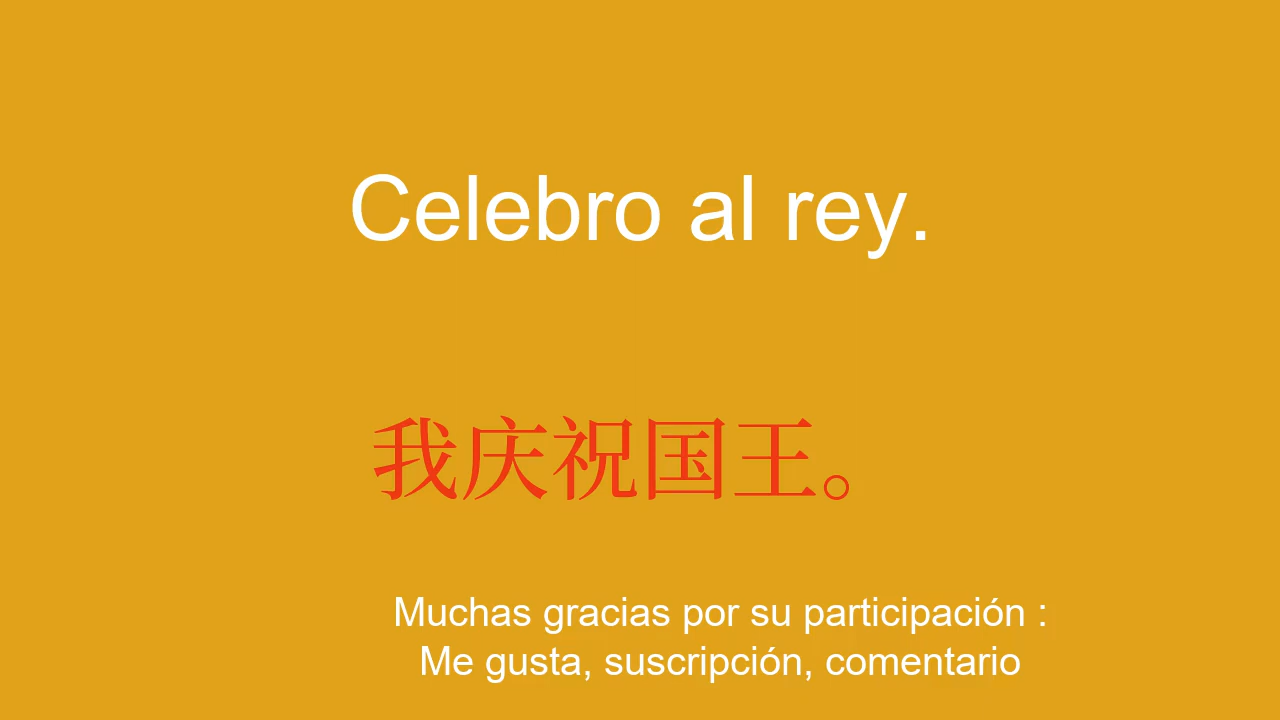 Celebro al rey.
我庆祝国王。
Muchas gracias por su participación :
Me gusta, suscripción, comentario